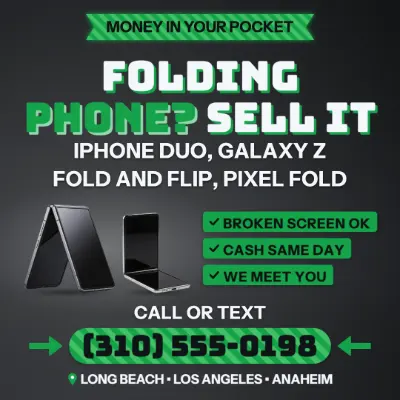 MONEY IN YOUR POCKET
FOLDING
PHONE? SELL IT
IPHONE DUO, GALAXY Z
FOLD AND FLIP, PIXEL FOLD
✓ BROKEN SCREEN OK
✓ CASH SAME DAY
✓ WE MEET YOU
CALL OR TEXT
(310) 555-0198
LONG BEACH • LOS ANGELES • ANAHEIM